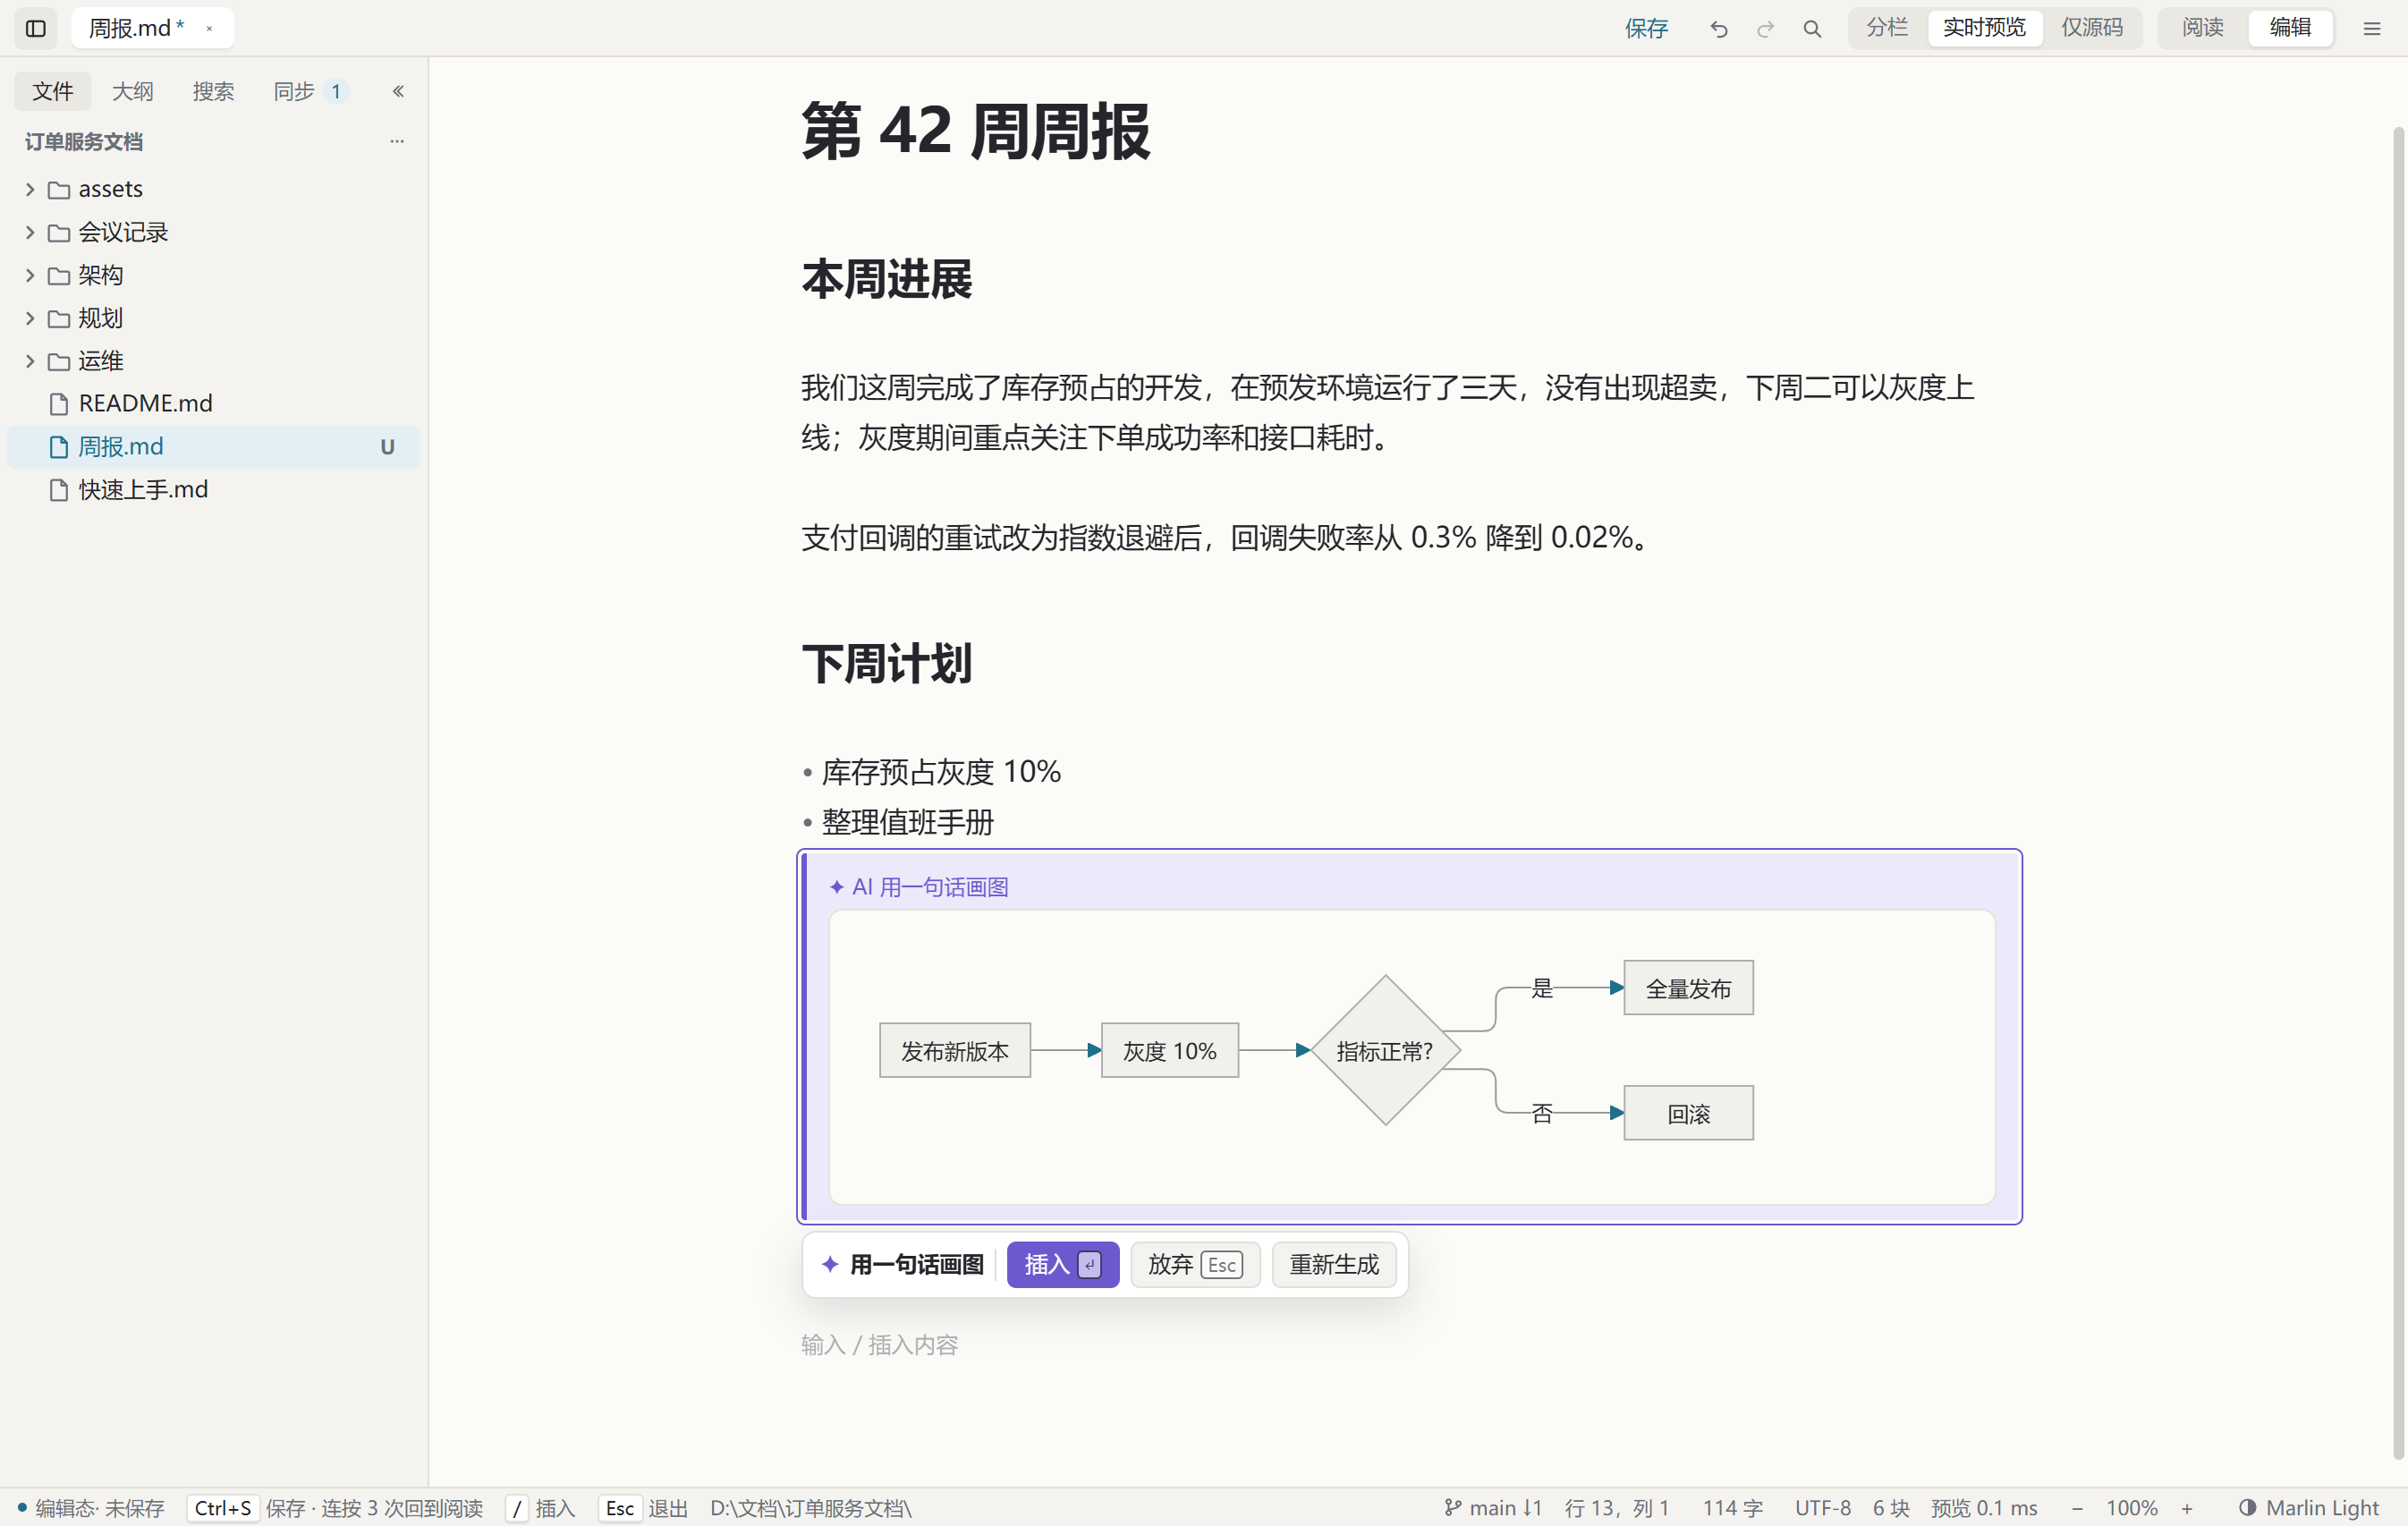 周报.md * ×
保存
分栏 实时预览 仅源码
阅读 编辑
文件 大纲 搜索 同步 1 «
订单服务文档 ···
assets
会议记录
架构
规划
运维
README.md
周报.md U
快速上手.md
第 42 周周报
本周进展
我们这周完成了库存预占的开发，在预发环境运行了三天，没有出现超卖，下周二可以灰度上
线；灰度期间重点关注下单成功率和接口耗时。
支付回调的重试改为指数退避后，回调失败率从 0.3% 降到 0.02%。
下周计划
• 库存预占灰度 10%
• 整理值班手册
AI 用一句话画图
发布新版本
灰度 10%
指标正常?
是
全量发布
否
回滚
用一句话画图 插入 ↵ 放弃 Esc 重新生成
输入 / 插入内容
编辑态· 未保存 Ctrl+S 保存 · 连按 3 次回到阅读 / 插入 Esc 退出 D:\文档\订单服务文档\
main ↓1 行 13，列 1 114 字 UTF-8 6 块 预览 0.1 ms − 100% + Marlin Light